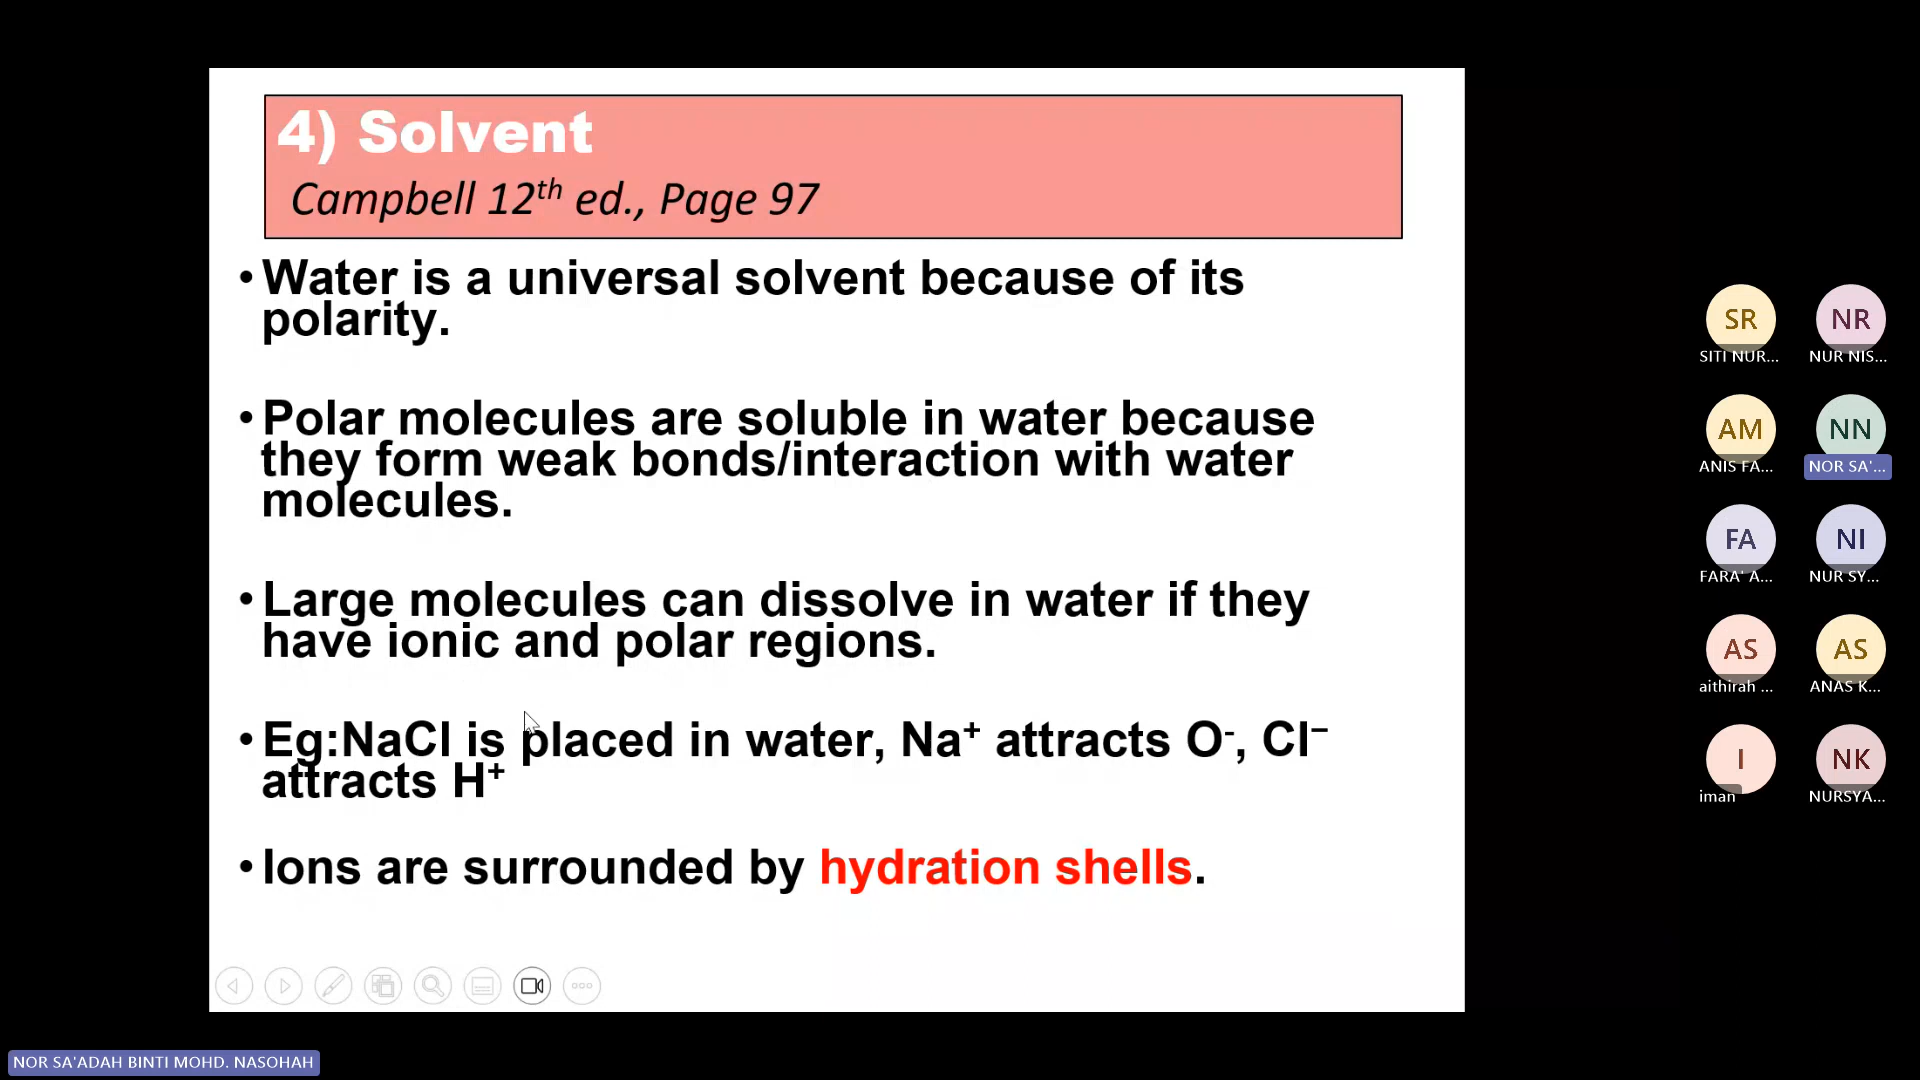 4) Solvent
Campbell 12th ed., Page 97
•Water is a universal solvent because of its
polarity.
•Polar molecules are soluble in water because
they form weak bonds/interaction with water
molecules.
•Large molecules can dissolve in water if they
have ionic and polar regions.
•Eg:NaCl is placed in water, Na⁺ attracts O⁻, Cl⁻
attracts H⁺
•Ions are surrounded by hydration shells.
SR
SITI NUR...
NR
NUR NIS...
AM
ANIS FA...
NN
NOR SA'...
FA
FARA' A...
NI
NUR SY...
AS
aithirah ...
AS
ANAS K...
I
iman
NK
NURSYA...
NOR SA'ADAH BINTI MOHD. NASOHAH